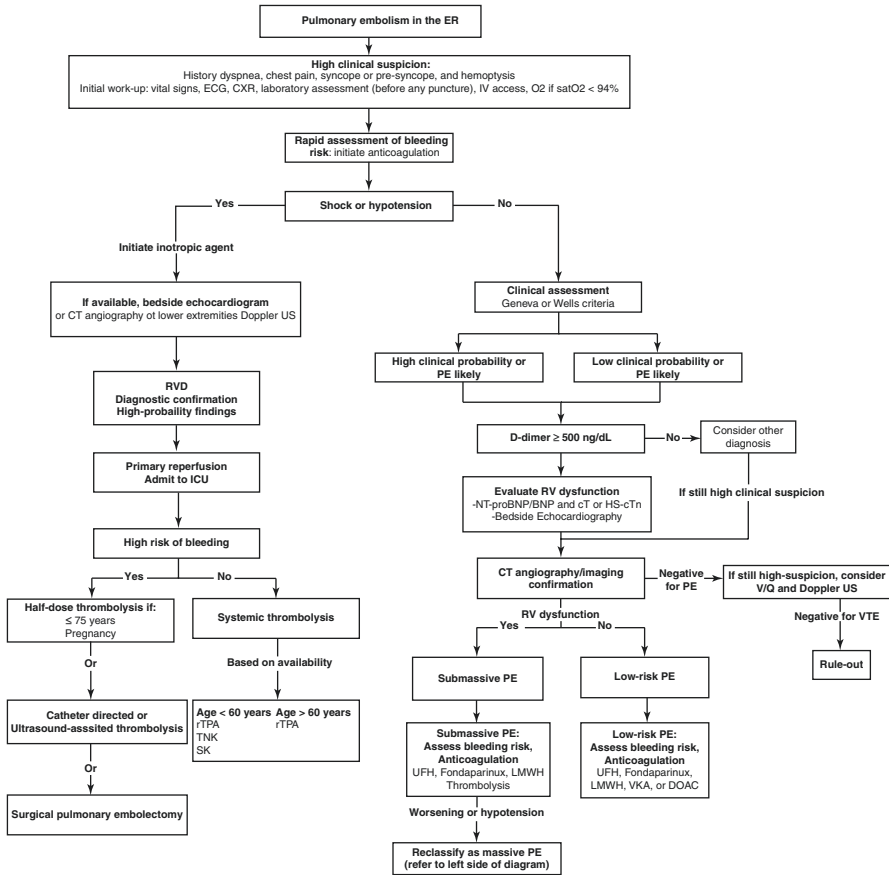 Pulmonary embolism in the ER
High clinical suspicion:
History dyspnea, chest pain, syncope or pre-syncope, and hemoptysis
Initial work-up: vital signs, ECG, CXR, laboratory assessment (before any puncture), IV access, O2 if satO2 < 94%
Rapid assessment of bleeding
risk: initiate anticoagulation
Yes
Shock or hypotension
No
Initiate inotropic agent
If available, bedside echocardiogram
or CT angiography ot lower extremities Doppler US
RVD
Diagnostic confirmation
High-probaility findings
Primary reperfusion
Admit to ICU
High risk of bleeding
Yes
No
Half-dose thrombolysis if:
≤ 75 years
Pregnancy
Systemic thrombolysis
Or
Based on availability
Catheter directed or
Ultrasound-assited thrombolysis
Age < 60 years Age > 60 years
rTPA rTPA
TNK
SK
Or
Surgical pulmonary embolectomy
Clinical assessment
Geneva or Wells criteria
High clinical probability or
PE likely
Low clinical probability or
PE likely
D-dimer ≥ 500 ng/dL
No
Consider other
diagnosis
Evaluate RV dysfunction
-NT-proBNP/BNP and cT or HS-cTn
-Bedside Echocardiography
If still high clinical suspicion
CT angiography/imaging
confirmation
Negative
for PE
If still high-suspicion, consider
V/Q and Doppler US
Negative for VTE
Rule-out
RV dysfunction
Yes
No
Submassive PE
Low-risk PE
Submassive PE:
Assess bleeding risk,
Anticoagulation
UFH, Fondaparinux, LMWH
Thrombolysis
Low-risk PE:
Assess bleeding risk,
Anticoagulation
UFH, Fondaparinux,
LMWH, VKA, or DOAC
Worsening or hypotension
Reclassify as massive PE
(refer to left side of diagram)